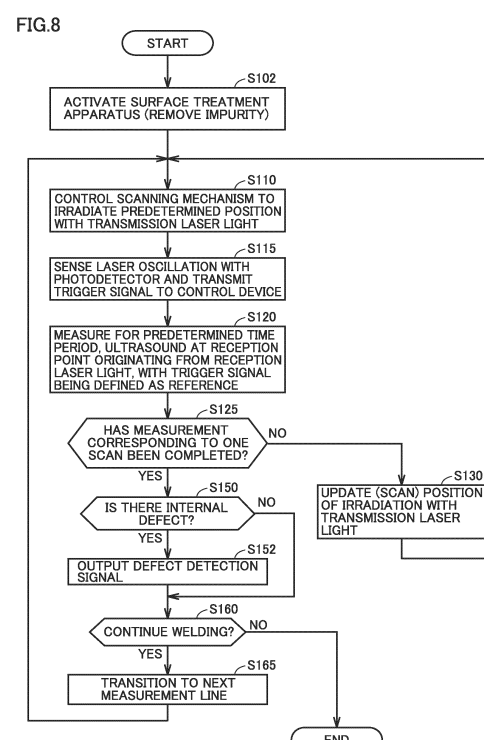 FIG.8
START
S102
ACTIVATE SURFACE TREATMENT
APPARATUS (REMOVE IMPURITY)
S110
CONTROL SCANNING MECHANISM TO
IRRADIATE PREDETERMINED POSITION
WITH TRANSMISSION LASER LIGHT
S115
SENSE LASER OSCILLATION WITH
PHOTODETECTOR AND TRANSMIT
TRIGGER SIGNAL TO CONTROL DEVICE
S120
MEASURE FOR PREDETERMINED TIME
PERIOD, ULTRASOUND AT RECEPTION
POINT ORIGINATING FROM RECEPTION
LASER LIGHT, WITH TRIGGER SIGNAL
BEING DEFINED AS REFERENCE
S125
HAS MEASUREMENT
CORRESPONDING TO ONE
SCAN BEEN COMPLETED?
NO
YES
S130
UPDATE (SCAN) POSITION
OF IRRADIATION WITH
TRANSMISSION LASER
LIGHT
S150
IS THERE INTERNAL
DEFECT?
NO
YES
S152
OUTPUT DEFECT DETECTION
SIGNAL
S160
CONTINUE WELDING?
NO
YES
S165
TRANSITION TO NEXT
MEASUREMENT LINE
END